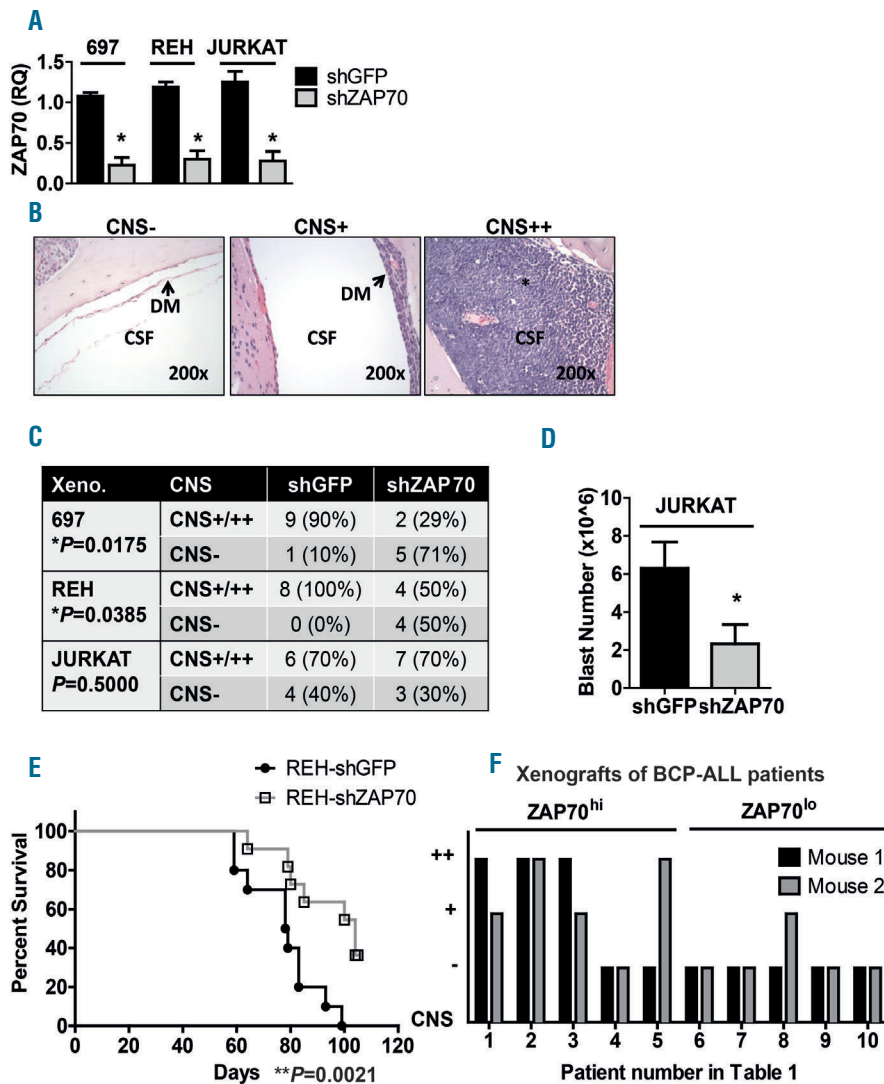 A
697 REH JURKAT
shGFP
shZAP70
ZAP70 (RQ)
1.5
1.0
0.5
0.0
* * *
B
CNS- CNS+ CNS++
DM
CSF
200x
DM
CSF
200x
*
CSF
200x
C
Xeno. CNS shGFP shZAP70
697 CNS+/++ 9 (90%) 2 (29%)
*P=0.0175 CNS- 1 (10%) 5 (71%)
REH CNS+/++ 8 (100%) 4 (50%)
*P=0.0385 CNS- 0 (0%) 4 (50%)
JURKAT CNS+/++ 6 (70%) 7 (70%)
P=0.5000 CNS- 4 (40%) 3 (30%)
D
Blast Number (x10^6)
10
8
6
4
2
0
JURKAT
*
shGFP shZAP70
E
REH-shGFP
REH-shZAP70
Percent Survival
100
80
60
40
20
0
0 20 40 60 80 100 120
Days **P=0.0021
F
Xenografts of BCP-ALL patients
ZAP70hi ZAP70lo
Mouse 1
Mouse 2
++
+
-
CNS
1 2 3 4 5 6 7 8 9 10
Patient number in Table 1